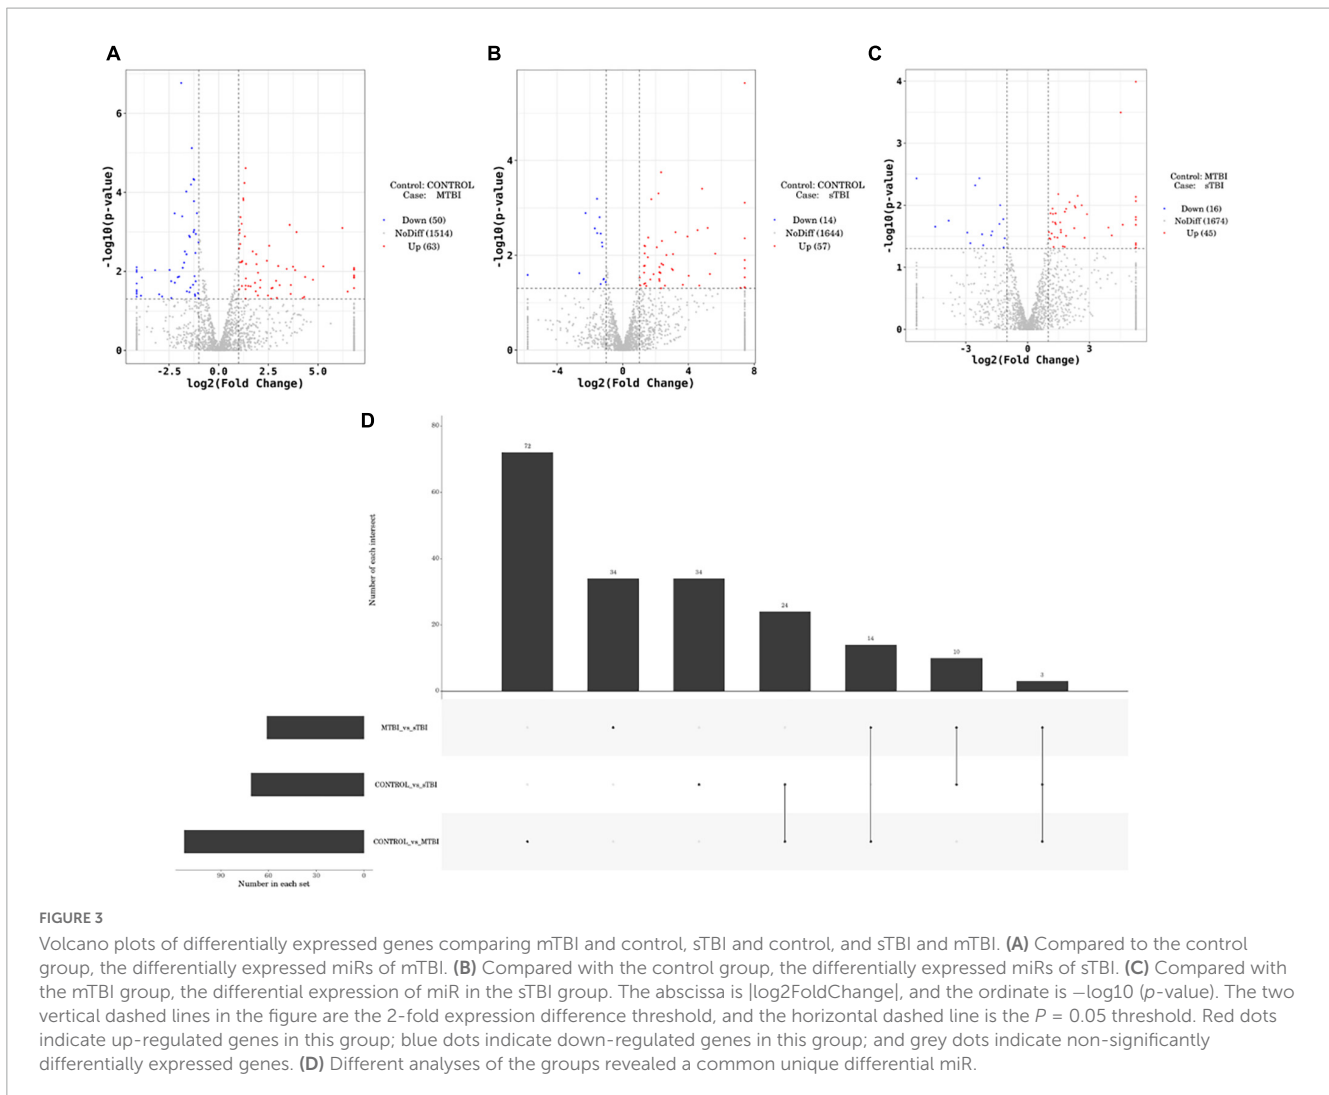 A
B
C
6
4
2
0
-log10(p-value)
-2.5
0.0
2.5
5.0
log2(Fold Change)
Control: CONTROL
Case: MTBI
Down (50)
NoDiff (1514)
Up (63)
4
2
0
-log10(p-value)
-4
0
4
8
log2(Fold Change)
Control: CONTROL
Case: sTBI
Down (14)
NoDiff (1644)
Up (57)
4
3
2
1
0
-log10(p-value)
-3
0
3
log2(Fold Change)
Control: MTBI
Case: sTBI
Down (16)
NoDiff (1674)
Up (45)
D
80
60
40
20
0
Number of each intersect
72
34
34
24
14
10
3
MTBI_vs_sTBI
CONTROL_vs_sTBI
CONTROL_vs_MTBI
90
60
30
0
Number in each set
FIGURE 3
Volcano plots of differentially expressed genes comparing mTBI and control, sTBI and control, and sTBI and mTBI. (A) Compared to the control
group, the differentially expressed miRs of mTBI. (B) Compared with the control group, the differentially expressed miRs of sTBI. (C) Compared with
the mTBI group, the differential expression of miR in the sTBI group. The abscissa is |log2FoldChange|, and the ordinate is −log10 (p-value). The two
vertical dashed lines in the figure are the 2-fold expression difference threshold, and the horizontal dashed line is the P = 0.05 threshold. Red dots
indicate up-regulated genes in this group; blue dots indicate down-regulated genes in this group; and grey dots indicate non-significantly
differentially expressed genes. (D) Different analyses of the groups revealed a common unique differential miR.